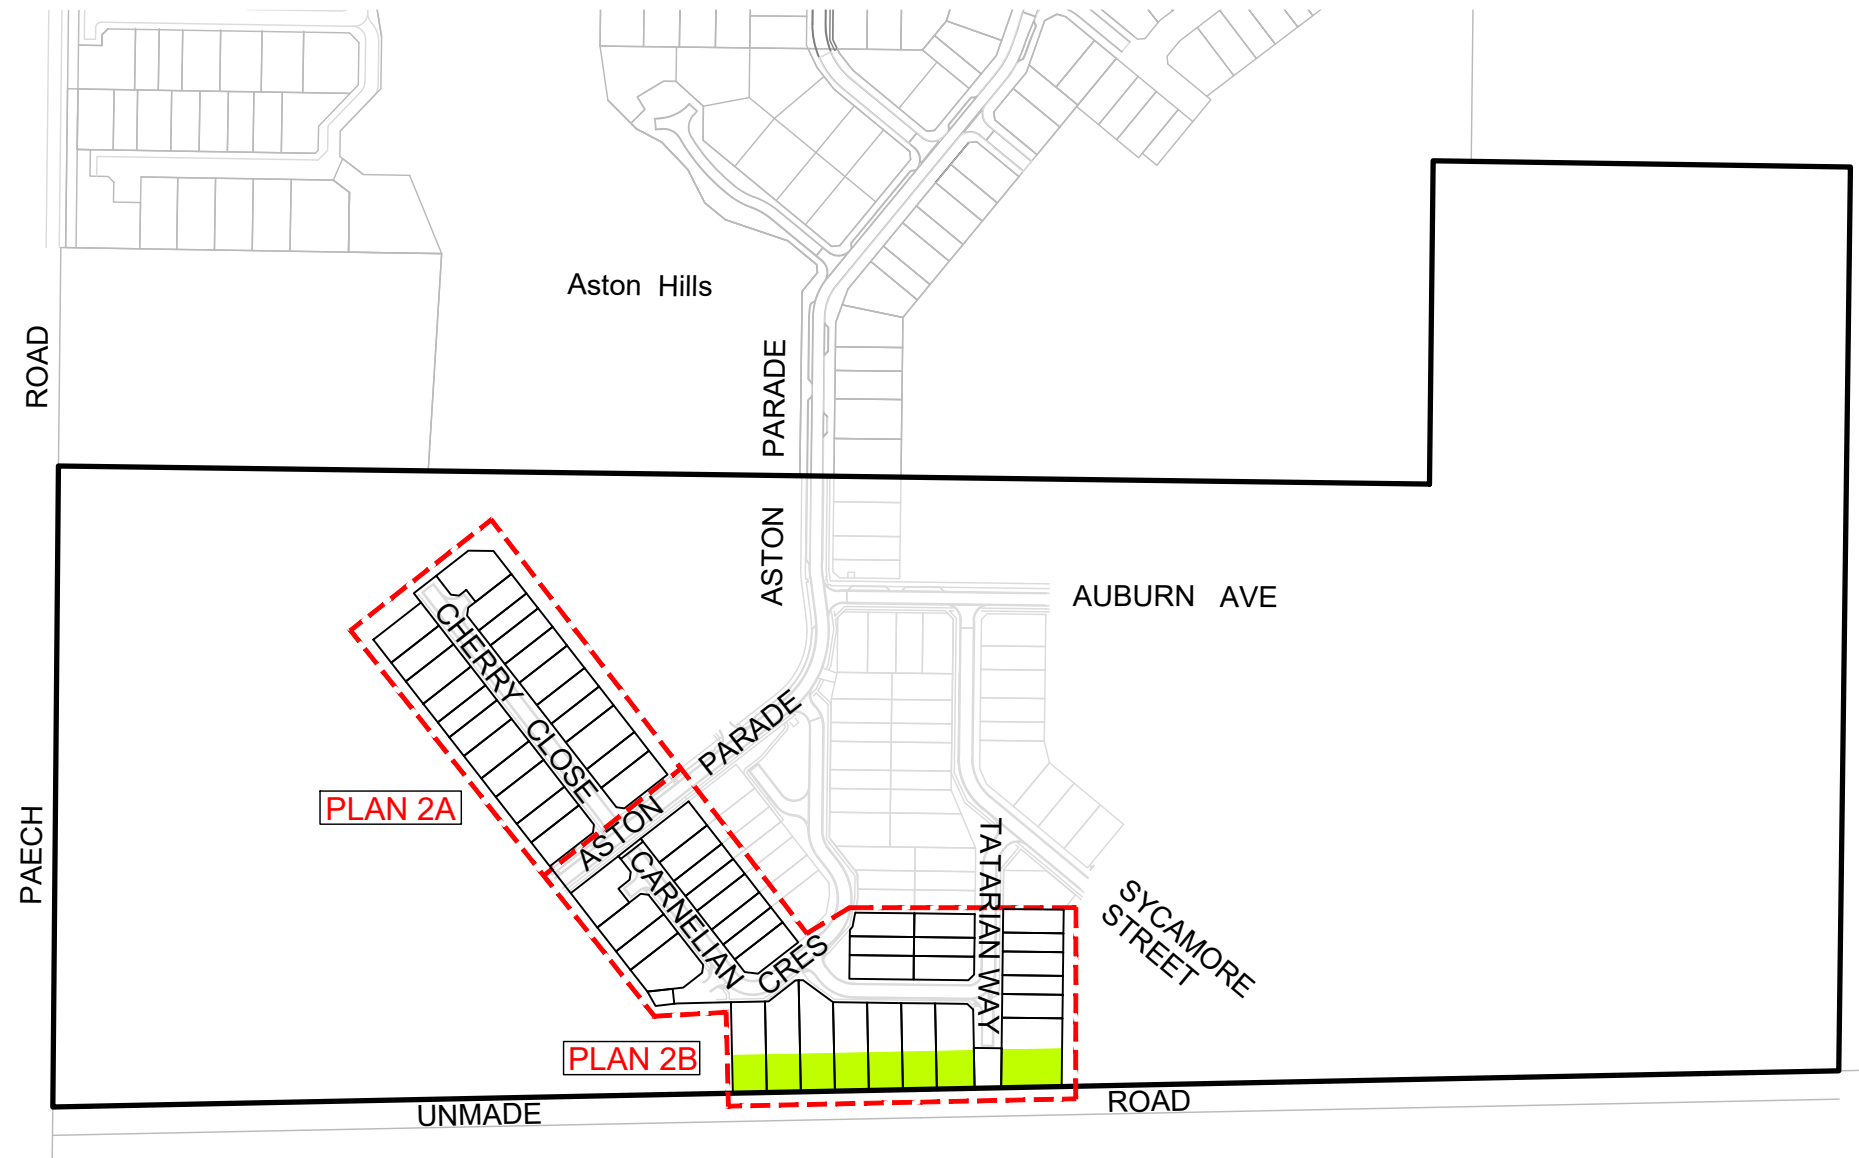 Aston Hills
ROAD
PARADE
ASTON
AUBURN AVE
CHERRY CLOSE
PARADE
ASTON
PLAN 2A
PAECH
CARNELIAN
CRES
TATARIAN WAY
SYCAMORE
STREET
PLAN 2B
UNMADE
ROAD